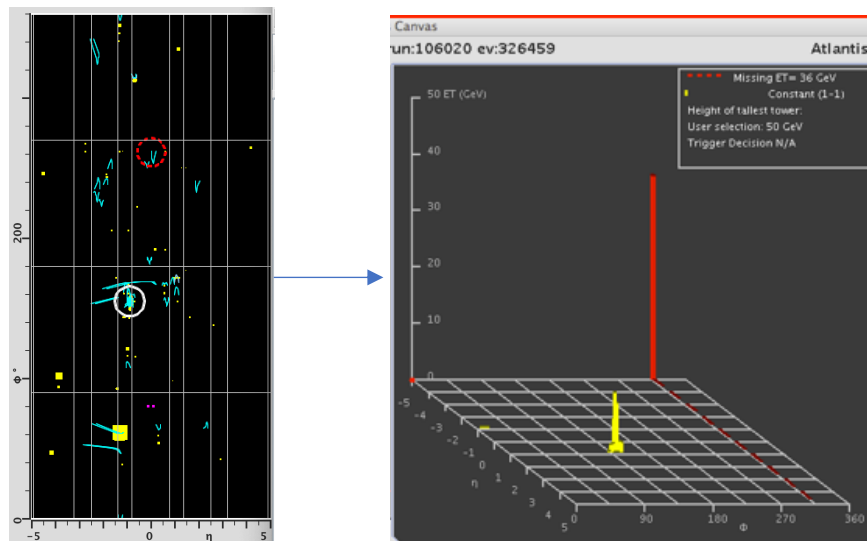 200
Φ°
0
-5
0
η
5
Canvas
run:106020 ev:326459
Atlantis
50 ET (GeV)
40
30
20
10
0
Missing ET= 36 GeV
Constant (1-1)
Height of tallest tower:
User selection: 50 GeV
Trigger Decision N/A
-5
-4
-3
-2
-1
0
η
1
2
3
4
5
0
90
180
Φ
270
360